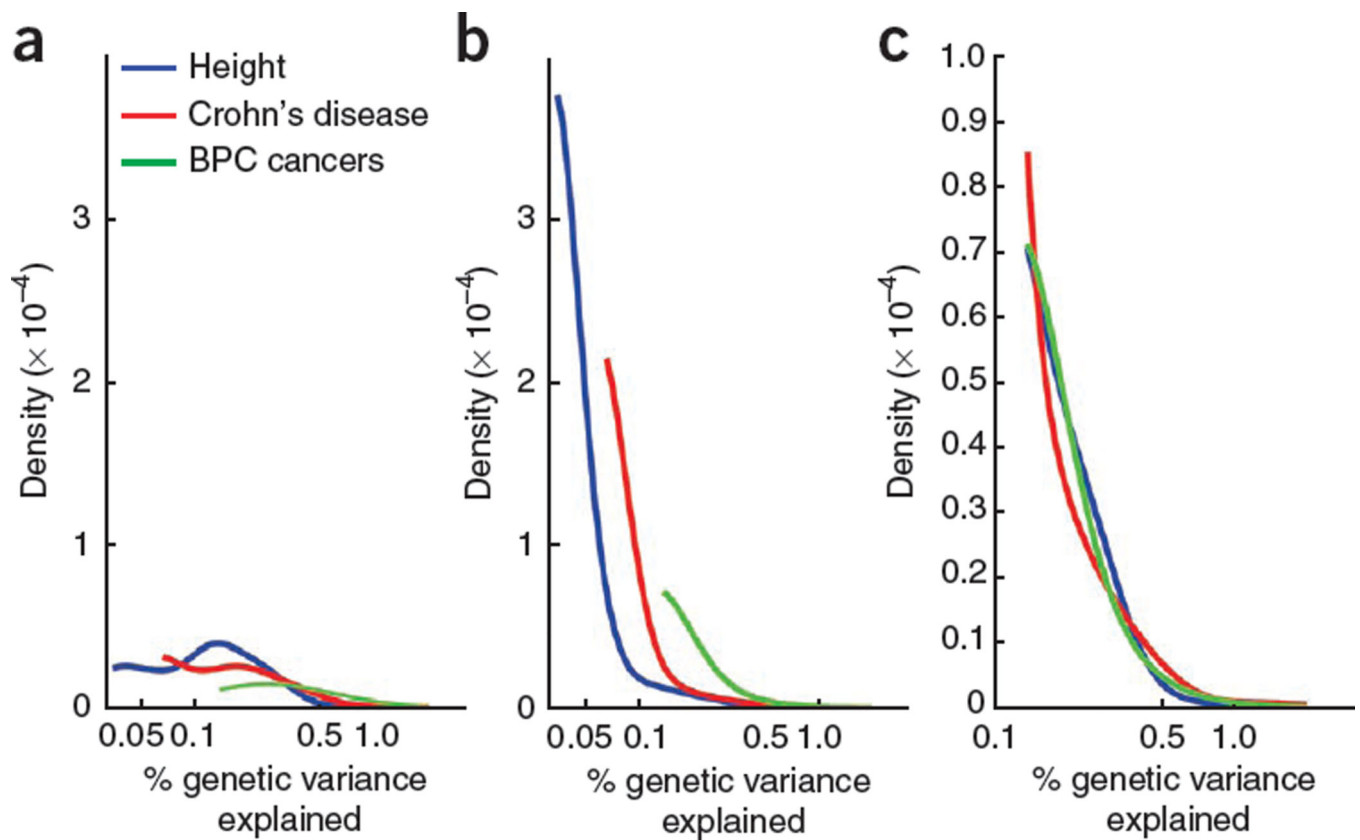 a
Height
Crohn's disease
BPC cancers
3
2
1
0
Density (× 10⁻⁴)
0.05 0.1 0.5 1.0
% genetic variance
explained
b
3
2
1
0
Density (× 10⁻⁴)
0.05 0.1 0.5 1.0
% genetic variance
explained
c
1.0
0.9
0.8
0.7
0.6
0.5
0.4
0.3
0.2
0.1
0
Density (× 10⁻⁴)
0.1 0.5 1.0
% genetic variance
explained